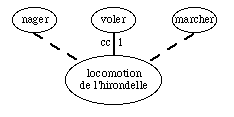 nager voler marcher
cc 1
locomotion
de l'hirondelle